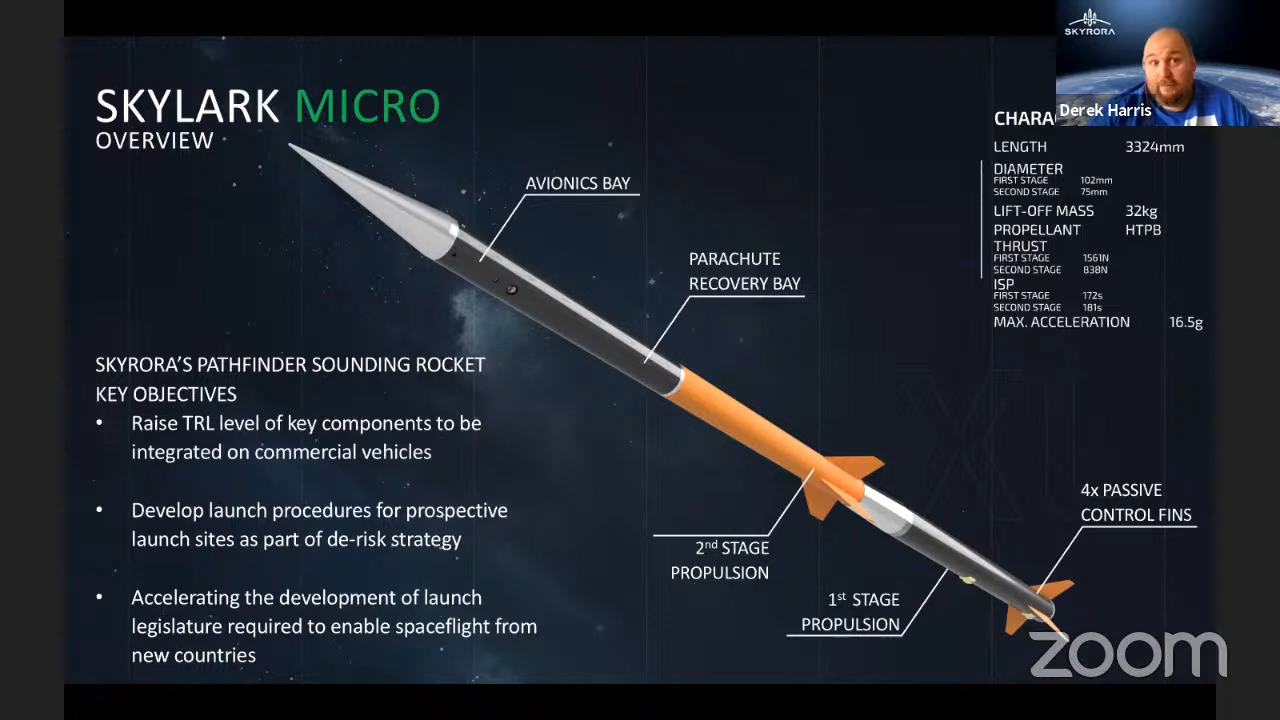 SKYRORA
Derek Harris
SKYLARK MICRO
OVERVIEW
AVIONICS BAY
PARACHUTE
RECOVERY BAY
LENGTH 3324mm
DIAMETER
FIRST STAGE 102mm
SECOND STAGE 75mm
LIFT-OFF MASS 32kg
PROPELLANT HTPB
THRUST
FIRST STAGE 1561N
SECOND STAGE 838N
ISP
FIRST STAGE 172s
SECOND STAGE 181s
MAX. ACCELERATION 16.5g
SKYRORA'S PATHFINDER SOUNDING ROCKET
KEY OBJECTIVES
• Raise TRL level of key components to be
integrated on commercial vehicles
• Develop launch procedures for prospective
launch sites as part of de-risk strategy
• Accelerating the development of launch
legislature required to enable spaceflight from
new countries
2nd STAGE
PROPULSION
1st STAGE
PROPULSION
4x PASSIVE
CONTROL FINS
zoom